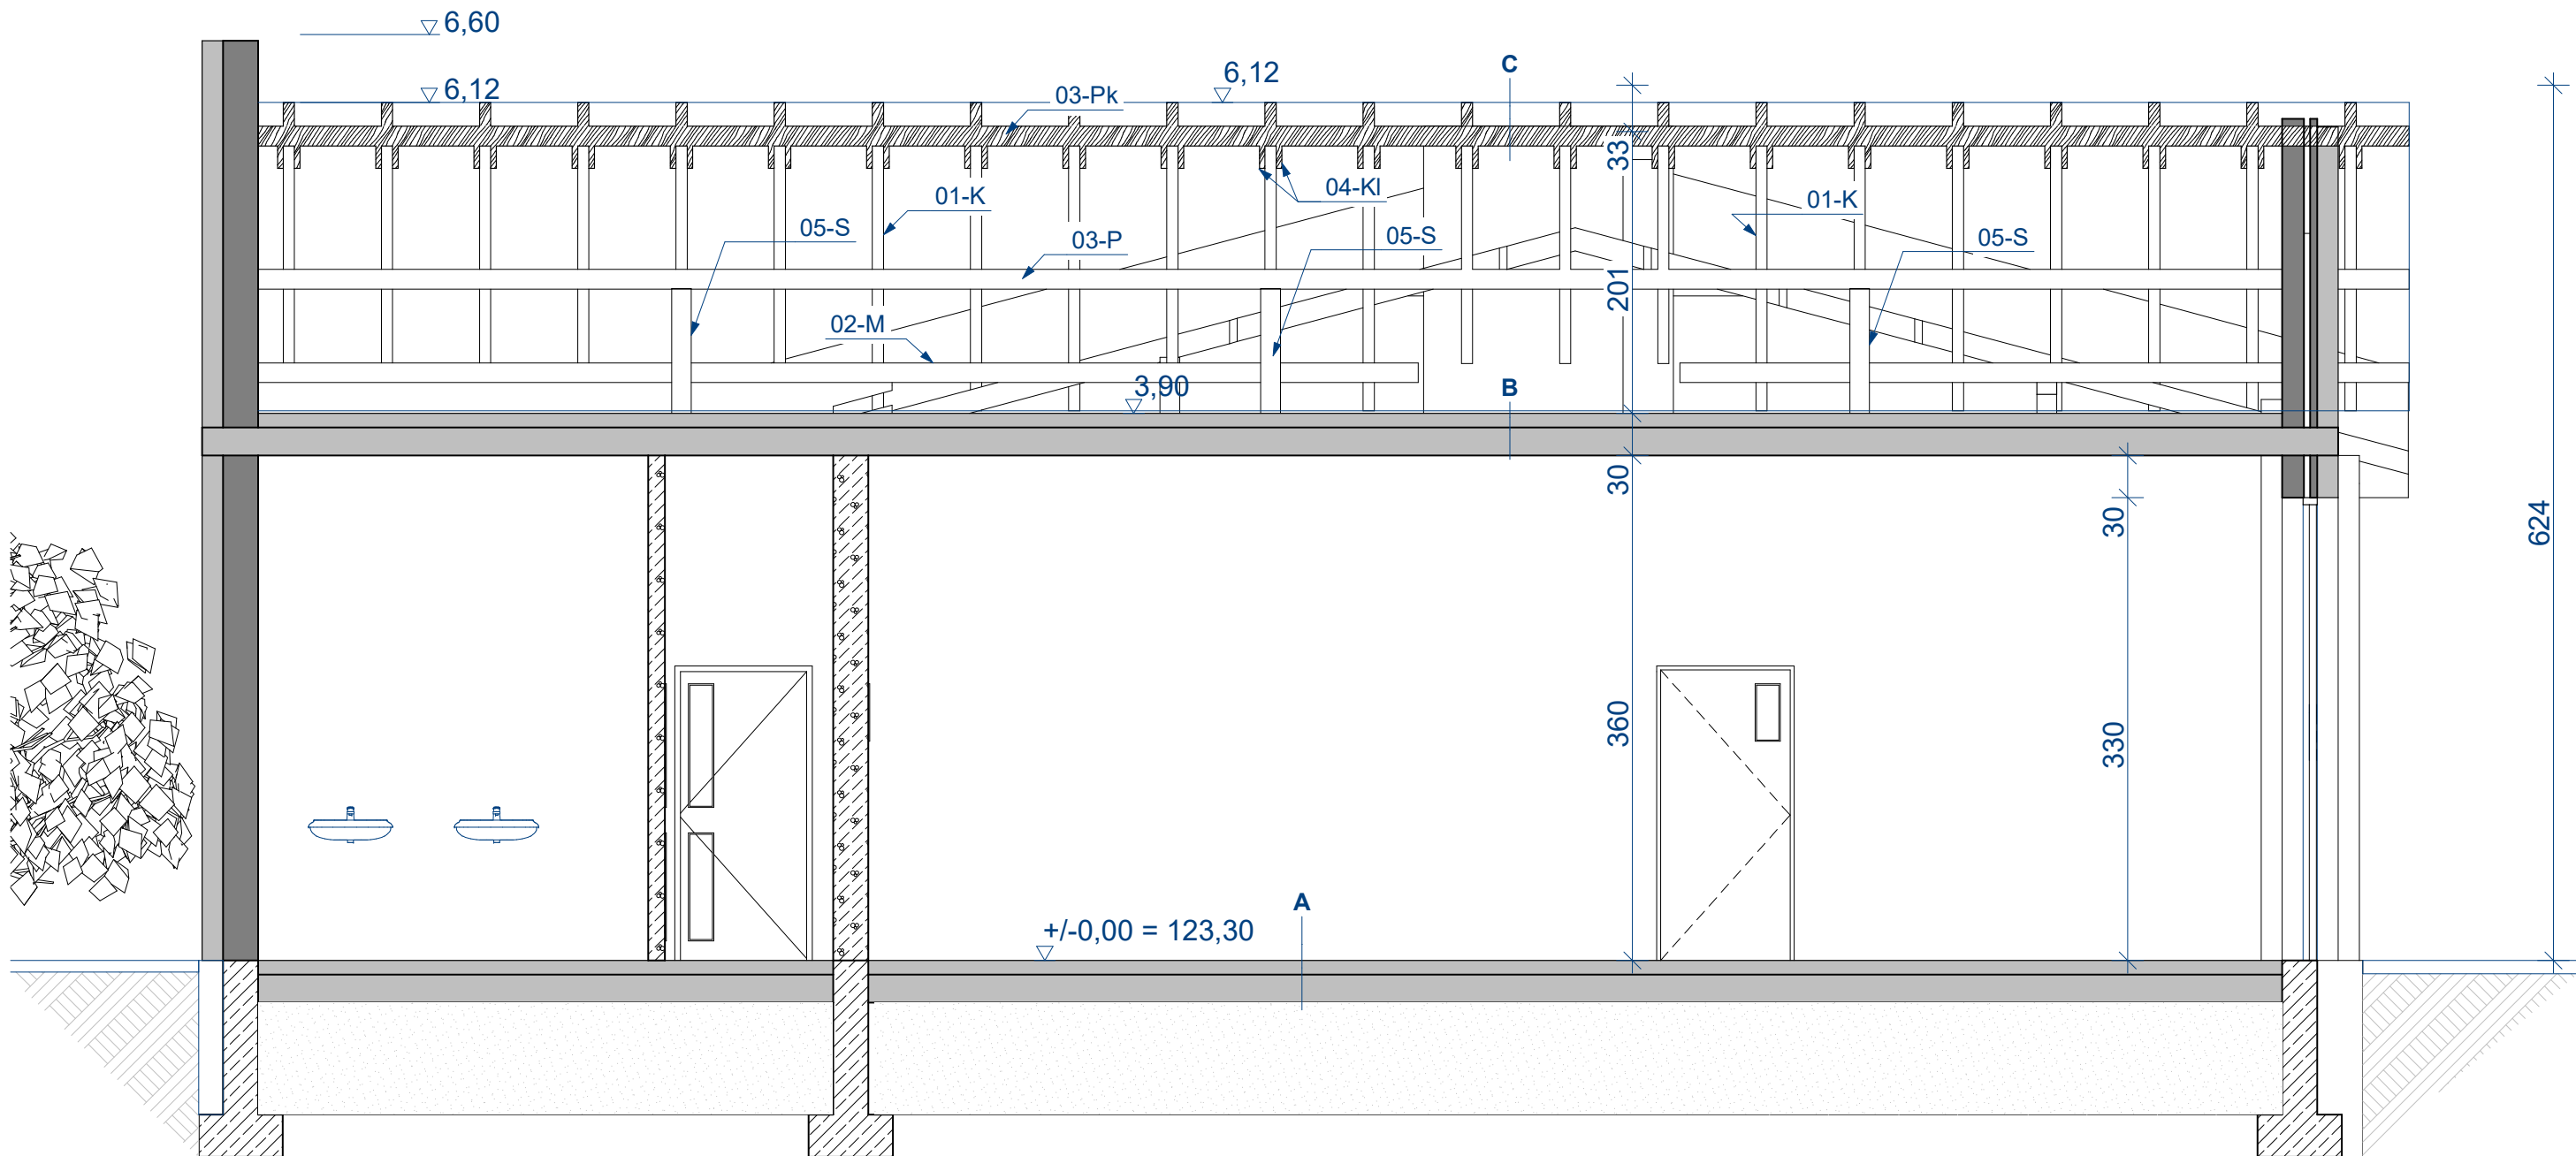 6,60
6,12
6,12
C
03-Pk
33
04-Kl
01-K
01-K
05-S
03-P
05-S
05-S
201
02-M
3,90
B
30
30
624
360
330
A
+/-0,00 = 123,30